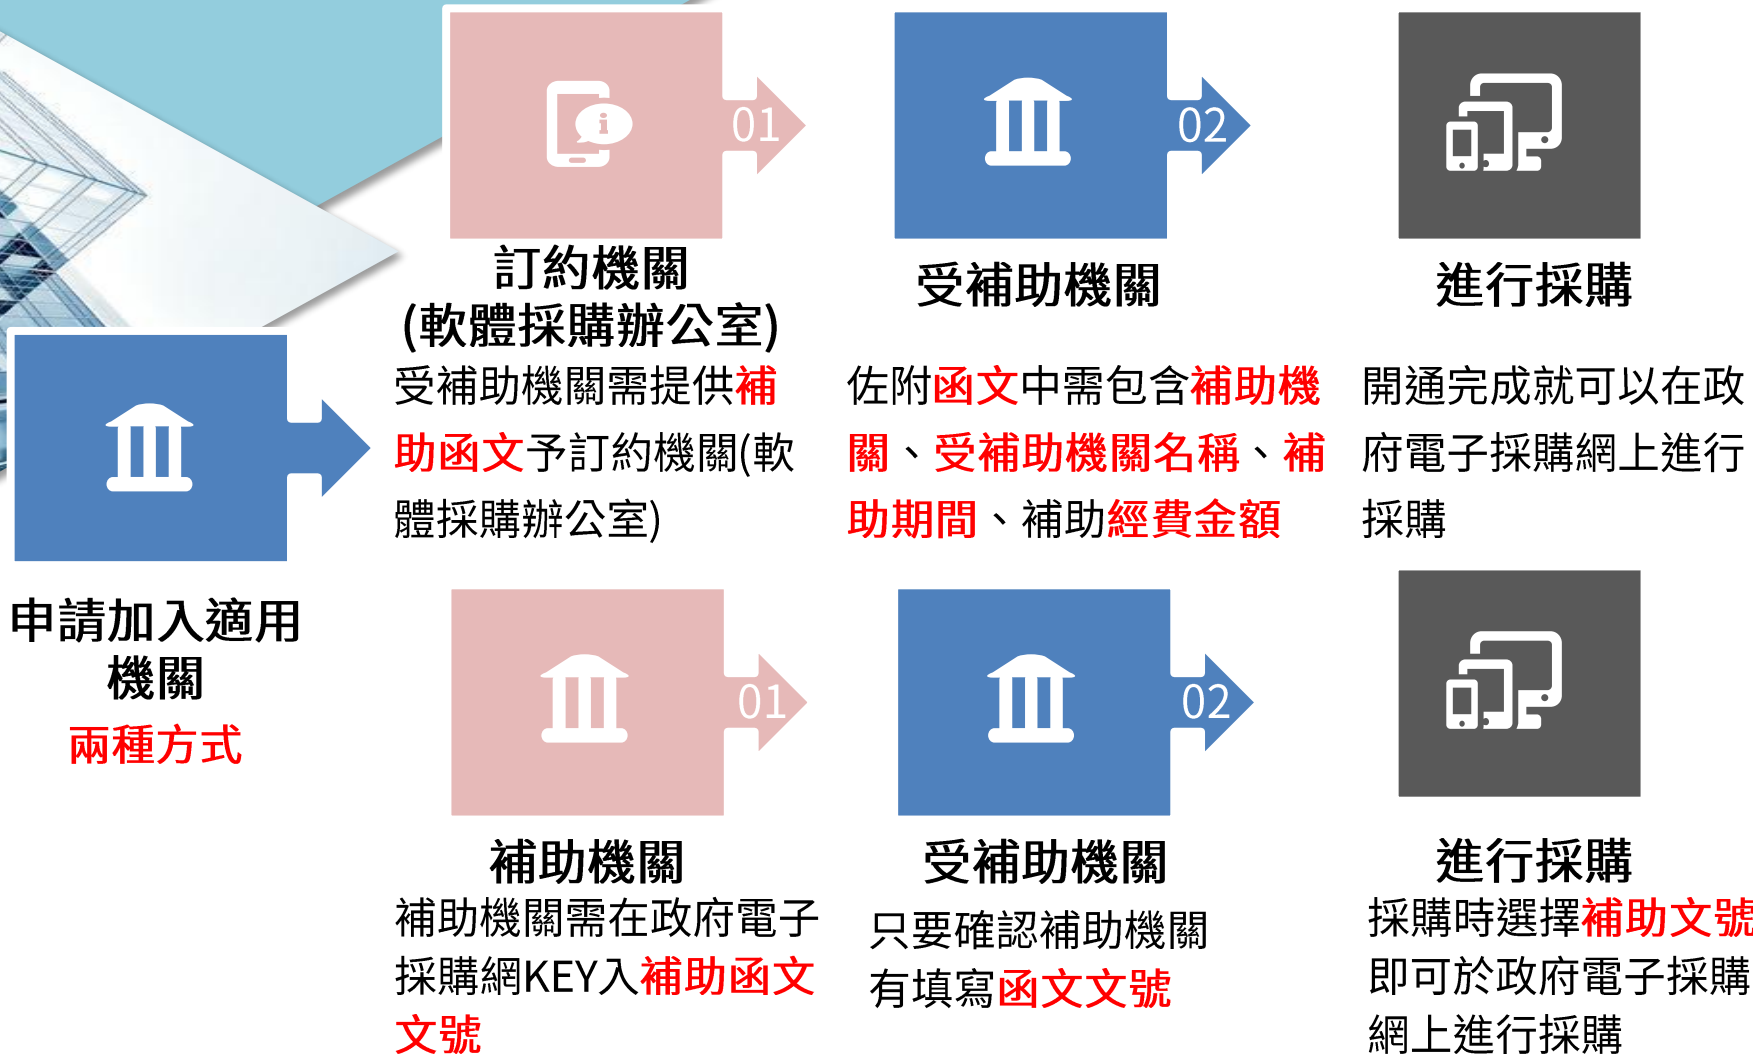 01
02
訂約機關
(軟體採購辦公室)
受補助機關需提供補
助函文予訂約機關(軟
體採購辦公室)
受補助機關
佐附函文中需包含補助機
關、受補助機關名稱、補
助期間、補助經費金額
進行採購
開通完成就可以在政
府電子採購網上進行
採購
申請加入適用
機關
兩種方式
01
02
補助機關
補助機關需在政府電子
採購網KEY入補助函文
文號
受補助機關
只要確認補助機關
有填寫函文文號
進行採購
採購時選擇補助文號
即可於政府電子採購
網上進行採購